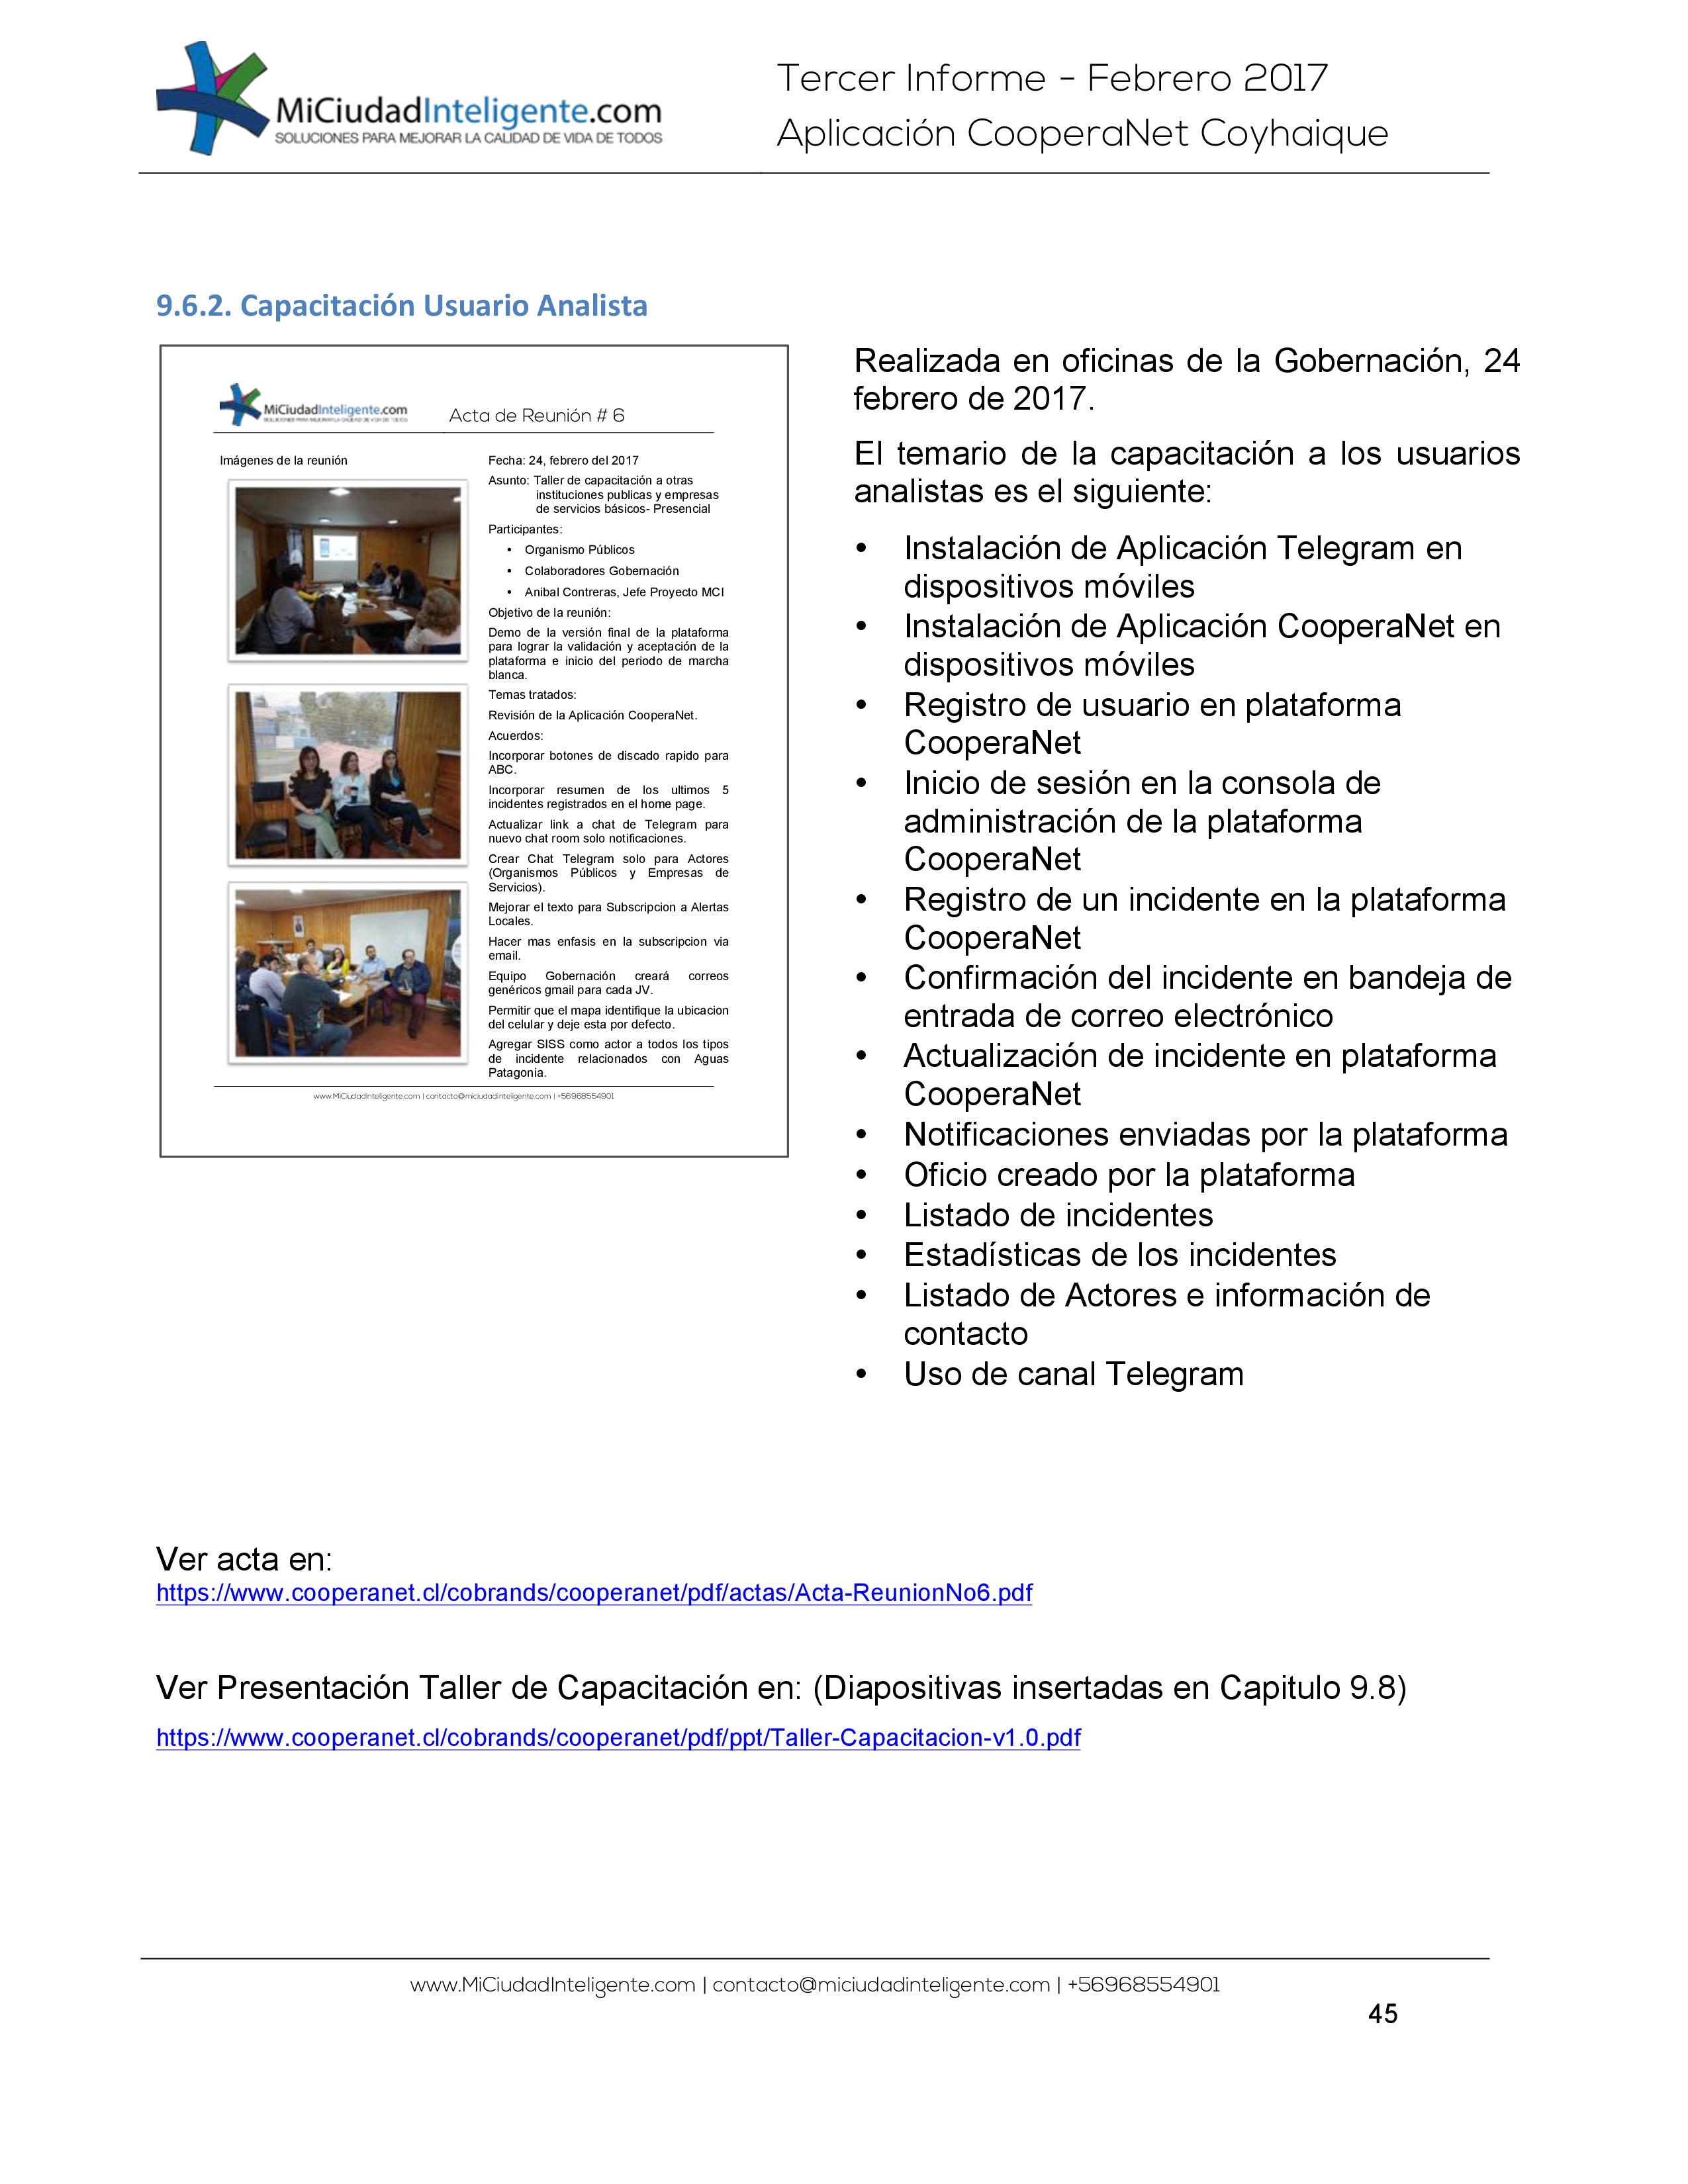 MiCiudadInteligente.com
SOLUCIONES PARA MEJORAR LA CALIDAD DE VIDA DE TODOS
Tercer Informe - Febrero 2017
Aplicación CooperaNet Coyhaique
9.6.2. Capacitación Usuario Analista
MiCiudadInteligente.com
SOLUCIONES PARA MEJORAR LA CALIDAD DE VIDA DE TODOS
Acta de Reunión # 6
Imágenes de la reunión
Fecha: 24, febrero del 2017
Asunto: Taller de capacitación a otras
instituciones publicas y empresas
de servicios básicos- Presencial
Participantes:
• Organismo Públicos
• Colaboradores Gobernación
• Anibal Contreras, Jefe Proyecto MCI
Objetivo de la reunión:
Demo de la versión final de la plataforma
para lograr la validación y aceptación de la
plataforma e inicio del periodo de marcha
blanca.
Temas tratados:
Revisión de la Aplicación CooperaNet.
Acuerdos:
Incorporar botones de discado rapido para
ABC.
Incorporar resumen de los ultimos 5
incidentes registrados en el home page.
Actualizar link a chat de Telegram para
nuevo chat room solo notificaciones.
Crear Chat Telegram solo para Actores
(Organismos Públicos y Empresas de
Servicios).
Mejorar el texto para Subscripcion a Alertas
Locales.
Hacer mas enfasis en la subscripcion via
email.
Equipo Gobernación creará correos
genéricos gmail para cada JV.
Permitir que el mapa identifique la ubicacion
del celular y deje esta por defecto.
Agregar SISS como actor a todos los tipos
de incidente relacionados con Aguas
Patagonia.
www.MiCiudadInteligente.com | contacto@miciudadinteligente.com | +56968554901
Realizada en oficinas de la Gobernación, 24
febrero de 2017.
El temario de la capacitación a los usuarios
analistas es el siguiente:
• Instalación de Aplicación Telegram en
dispositivos móviles
• Instalación de Aplicación CooperaNet en
dispositivos móviles
• Registro de usuario en plataforma
CooperaNet
• Inicio de sesión en la consola de
administración de la plataforma
CooperaNet
• Registro de un incidente en la plataforma
CooperaNet
• Confirmación del incidente en bandeja de
entrada de correo electrónico
• Actualización de incidente en plataforma
CooperaNet
• Notificaciones enviadas por la plataforma
• Oficio creado por la plataforma
• Listado de incidentes
• Estadísticas de los incidentes
• Listado de Actores e información de
contacto
• Uso de canal Telegram
Ver acta en:
https://www.cooperanet.cl/cobrands/cooperanet/pdf/actas/Acta-ReunionNo6.pdf
Ver Presentación Taller de Capacitación en: (Diapositivas insertadas en Capitulo 9.8)
https://www.cooperanet.cl/cobrands/cooperanet/pdf/ppt/Taller-Capacitacion-v1.0.pdf
www.MiCiudadInteligente.com | contacto@miciudadinteligente.com | +56968554901
45